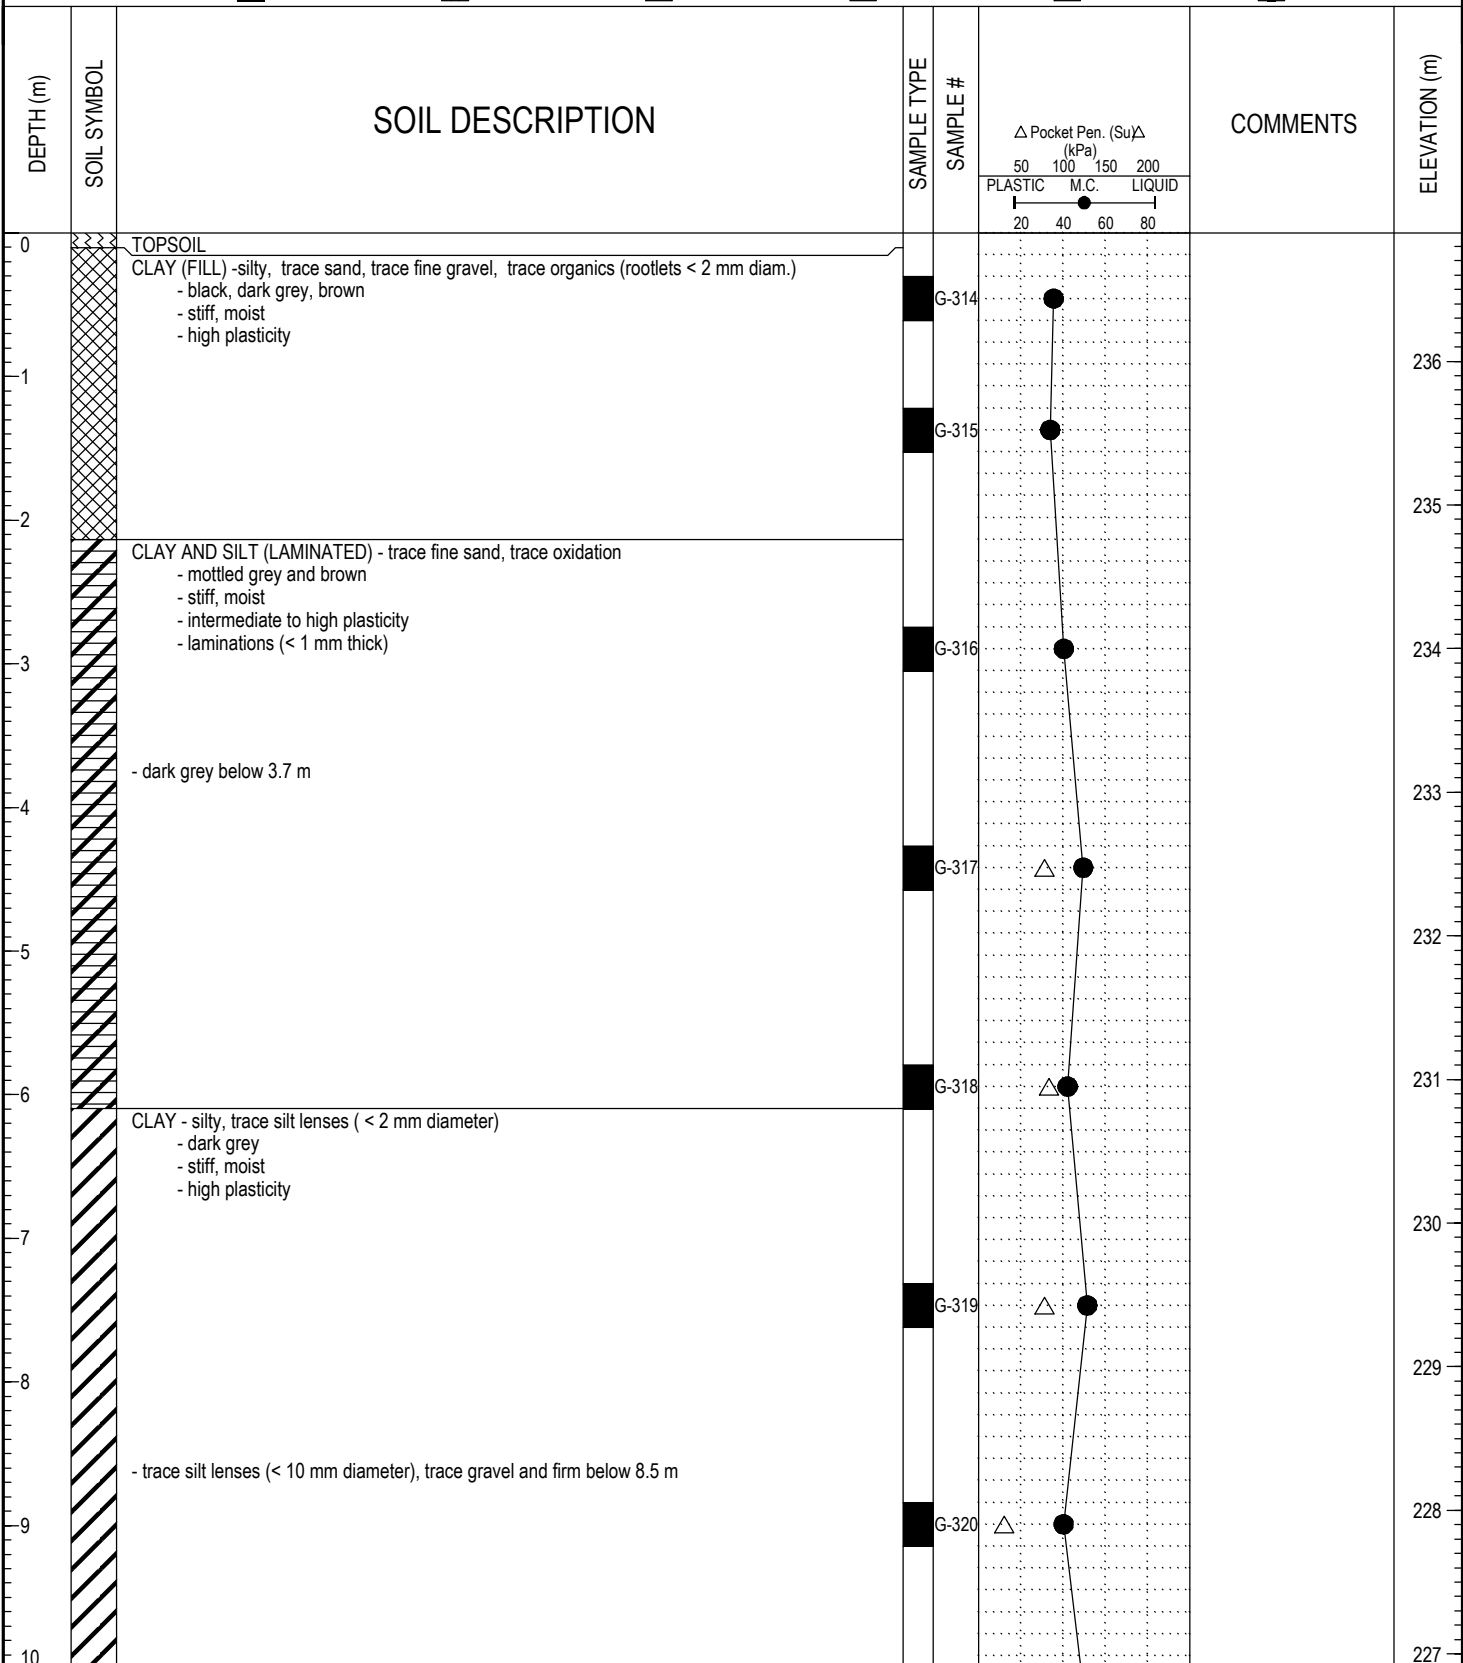 DEPTH (m)
SOIL SYMBOL
SOIL DESCRIPTION
SAMPLE TYPE
SAMPLE #
△ Pocket Pen. (Su)△
(kPa)
50 100 150 200
PLASTIC M.C. LIQUID
20 40 60 80
COMMENTS
ELEVATION (m)
0
TOPSOIL
CLAY (FILL) -silty, trace sand, trace fine gravel, trace organics (rootlets < 2 mm diam.)
- black, dark grey, brown
G-314
- stiff, moist
- high plasticity
236
1
G-315
235
2
CLAY AND SILT (LAMINATED) - trace fine sand, trace oxidation
- mottled grey and brown
- stiff, moist
- intermediate to high plasticity
- laminations (< 1 mm thick)
G-316
234
3
- dark grey below 3.7 m
233
4
G-317
232
5
231
G-318
6
CLAY - silty, trace silt lenses ( < 2 mm diameter)
- dark grey
- stiff, moist
- high plasticity
230
7
G-319
229
8
- trace silt lenses (< 10 mm diameter), trace gravel and firm below 8.5 m
228
G-320
9
227
10